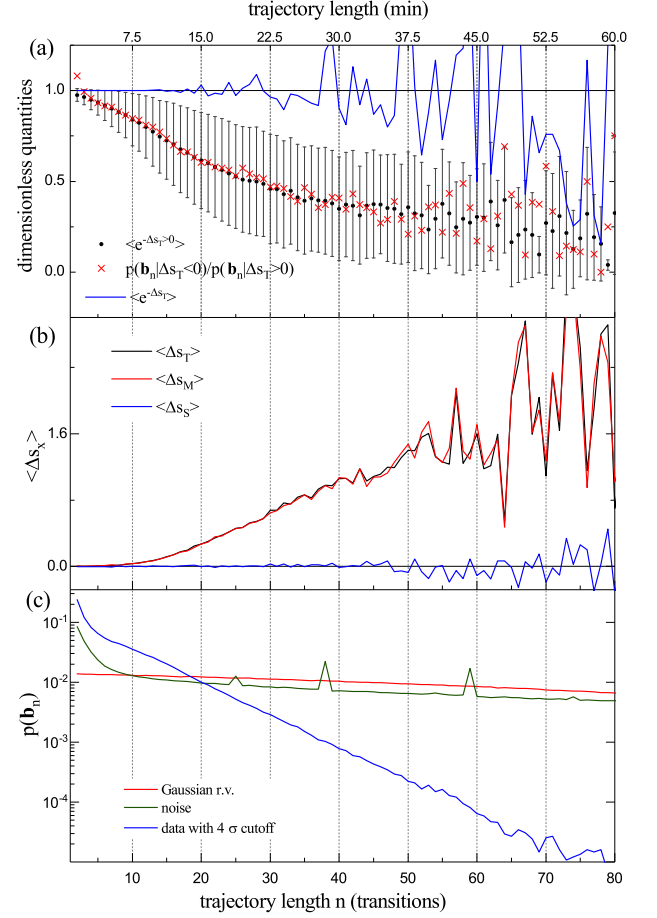 trajectory length (min)
7.5 15.0 22.5 30.0 37.5 45.0 52.5 60.0
(a)
dimensionless quantities
1.0
0.5
0.0
<e^{-Δs_T}>0>
p(b_n|Δs_T<0)/p(b_n|Δs_T>0)
<e^{-Δs_T}>
(b)
<Δs_x>
1.6
0.0
<Δs_T>
<Δs_M>
<Δs_S>
(c)
p(b_n)
10^{-1}
10^{-2}
10^{-3}
10^{-4}
Gaussian r.v.
noise
data with 4 σ cutoff
10 20 30 40 50 60 70 80
trajectory length n (transitions)